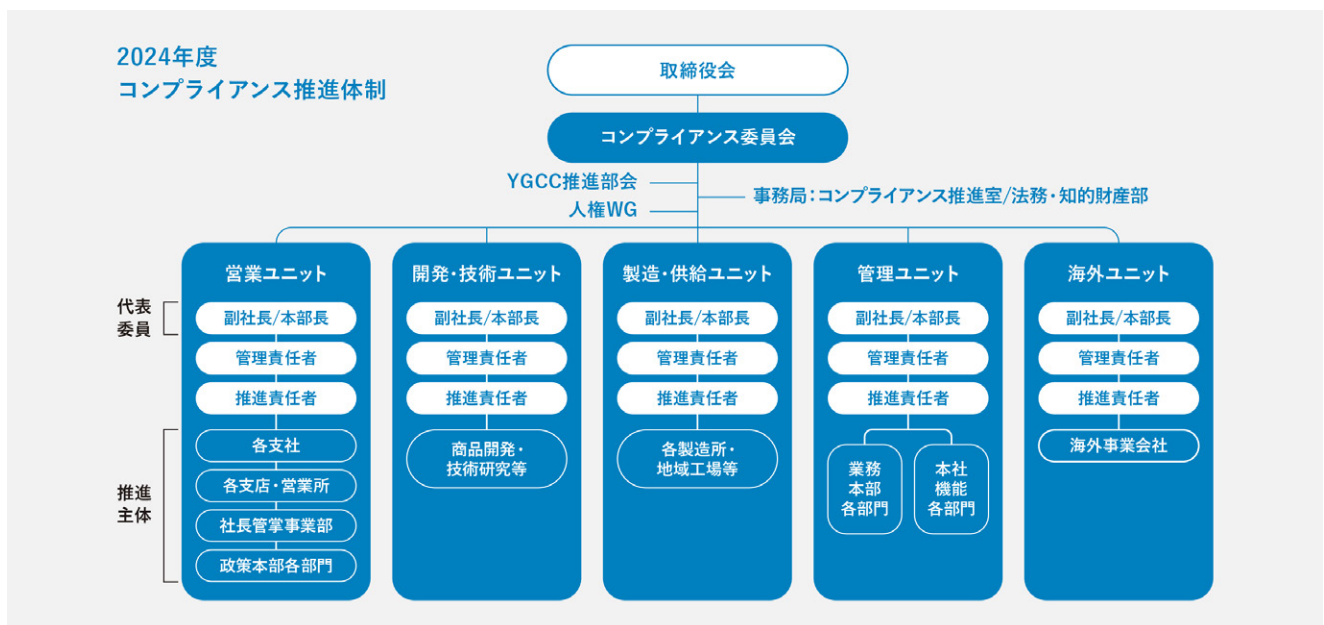 2024年度
コンプライアンス推進体制
取締役会
コンプライアンス委員会
YGCC推進部会
人権WG
事務局：コンプライアンス推進室/法務・知的財産部
代表
委員
推進
主体
営業ユニット
副社長/本部長
管理責任者
推進責任者
各支社
各支店・営業所
社長管掌事業部
政策本部各部門
開発・技術ユニット
副社長/本部長
管理責任者
推進責任者
商品開発・
技術研究等
製造・供給ユニット
副社長/本部長
管理責任者
推進責任者
各製造所・
地域工場等
管理ユニット
副社長/本部長
管理責任者
推進責任者
業務
本部
各部門
本社
機能
各部門
海外ユニット
副社長/本部長
管理責任者
推進責任者
海外事業会社